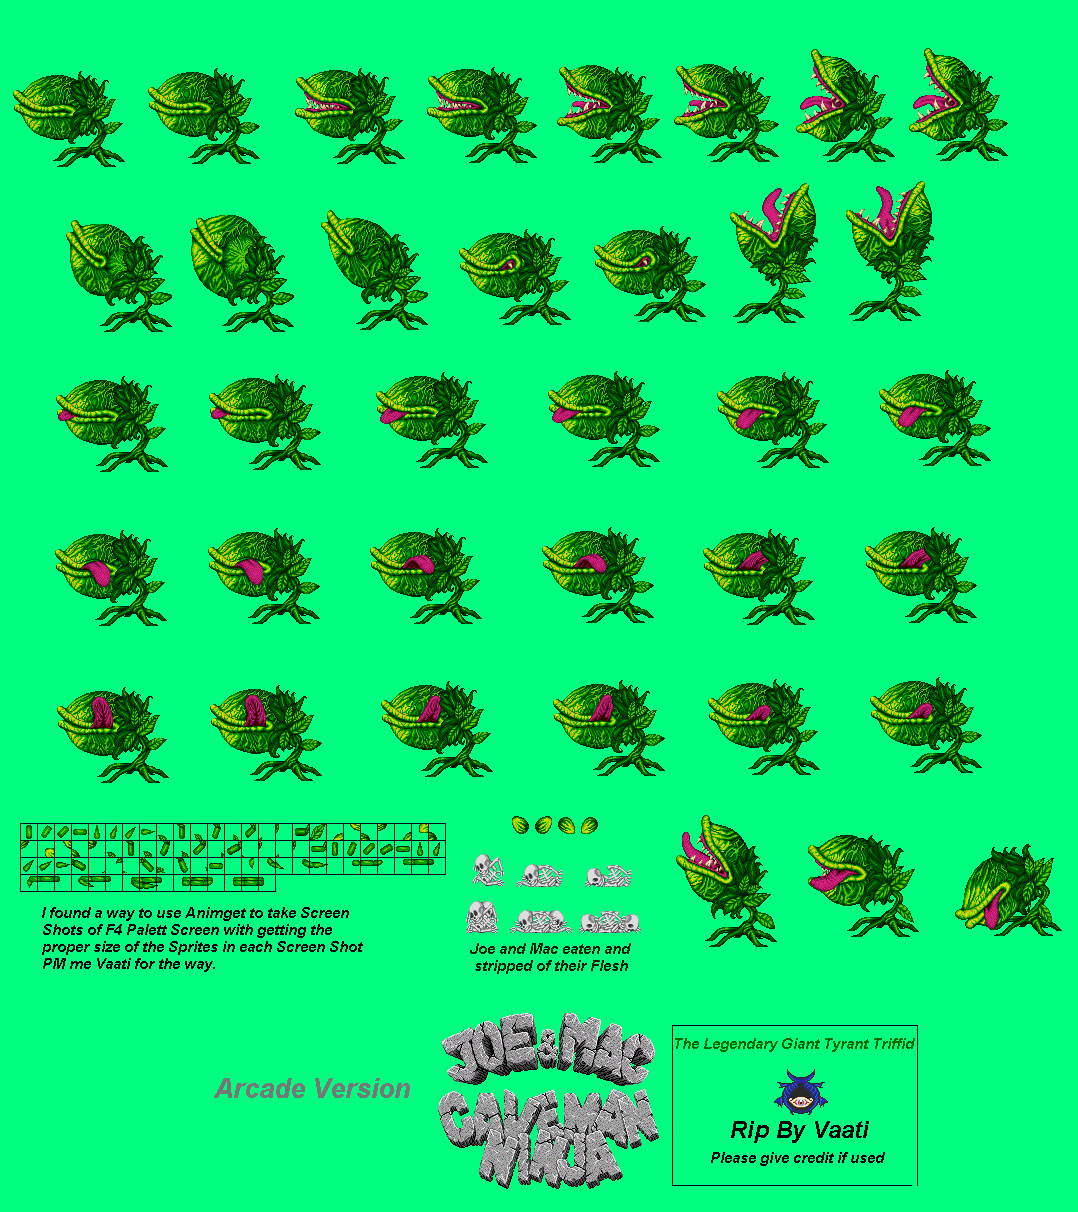 I found a way to use Animget to take Screen
Shots of F4 Palett Screen with getting the
proper size of the Sprites in each Screen Shot
PM me Vaati for the way.
Joe and Mac eaten and
stripped of their Flesh
Arcade Version
JOE & MAC
CAVEMAN
NINJA
The Legendary Giant Tyrant Triffid
Rip By Vaati
Please give credit if used